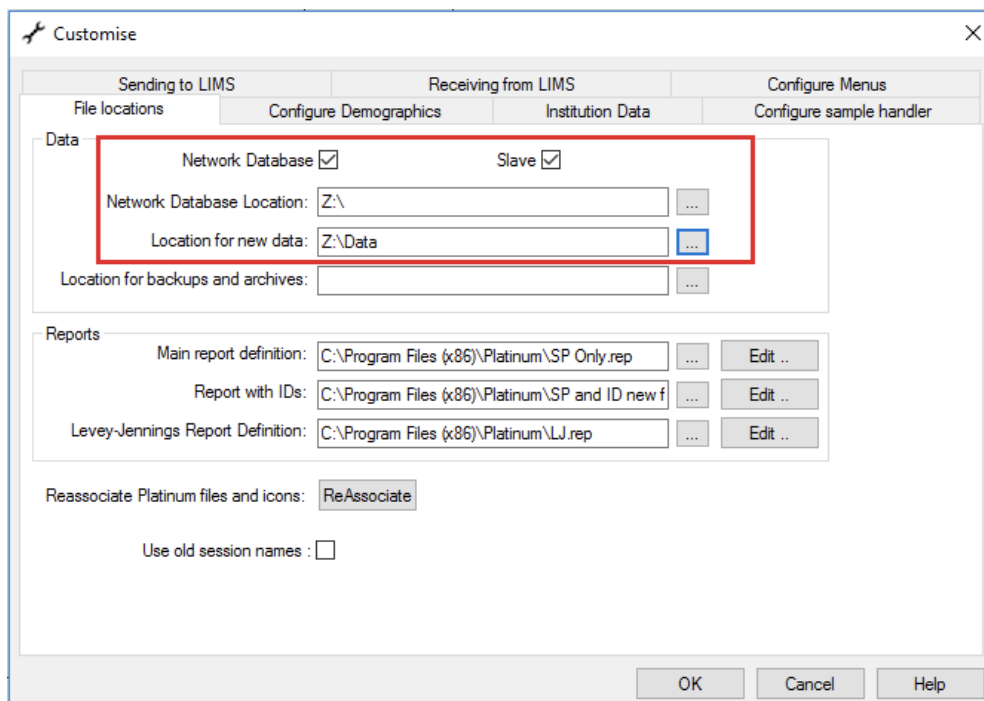 Customise
Sending to LIMS Receiving from LIMS Configure Menus
File locations Configure Demographics Institution Data Configure sample handler
Data
Network Database Slave
Network Database Location: Z:\ ...
Location for new data: Z:\Data ...
Location for backups and archives: ...
Reports
Main report definition: C:\Program Files (x86)\Platinum\SP Only.rep ... Edit ..
Report with IDs: C:\Program Files (x86)\Platinum\SP and ID new f ... Edit ..
Levey-Jennings Report Definition: C:\Program Files (x86)\Platinum\LJ.rep ... Edit ..
Reassociate Platinum files and icons: ReAssociate
Use old session names :
OK Cancel Help